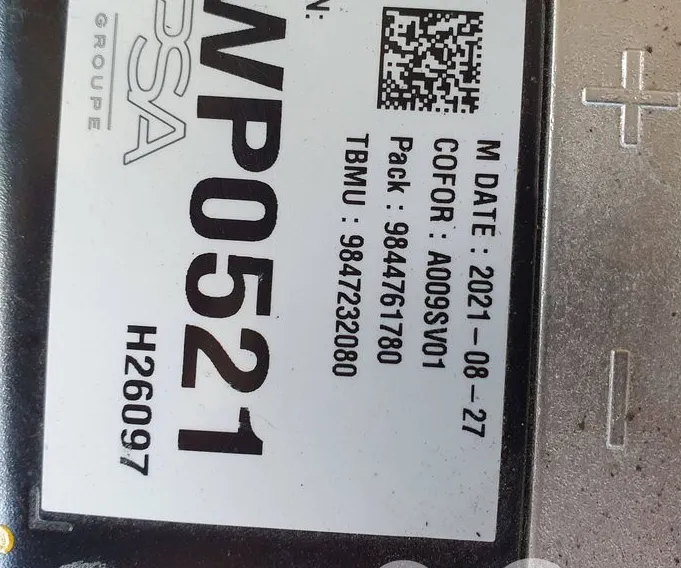 M DATE : 2021-08-27
COFOR : A009SV01
Pack : 9844761780
TBMU : 9847232080
N:
WP0521
PSA
GROUPE
H26097
+
-